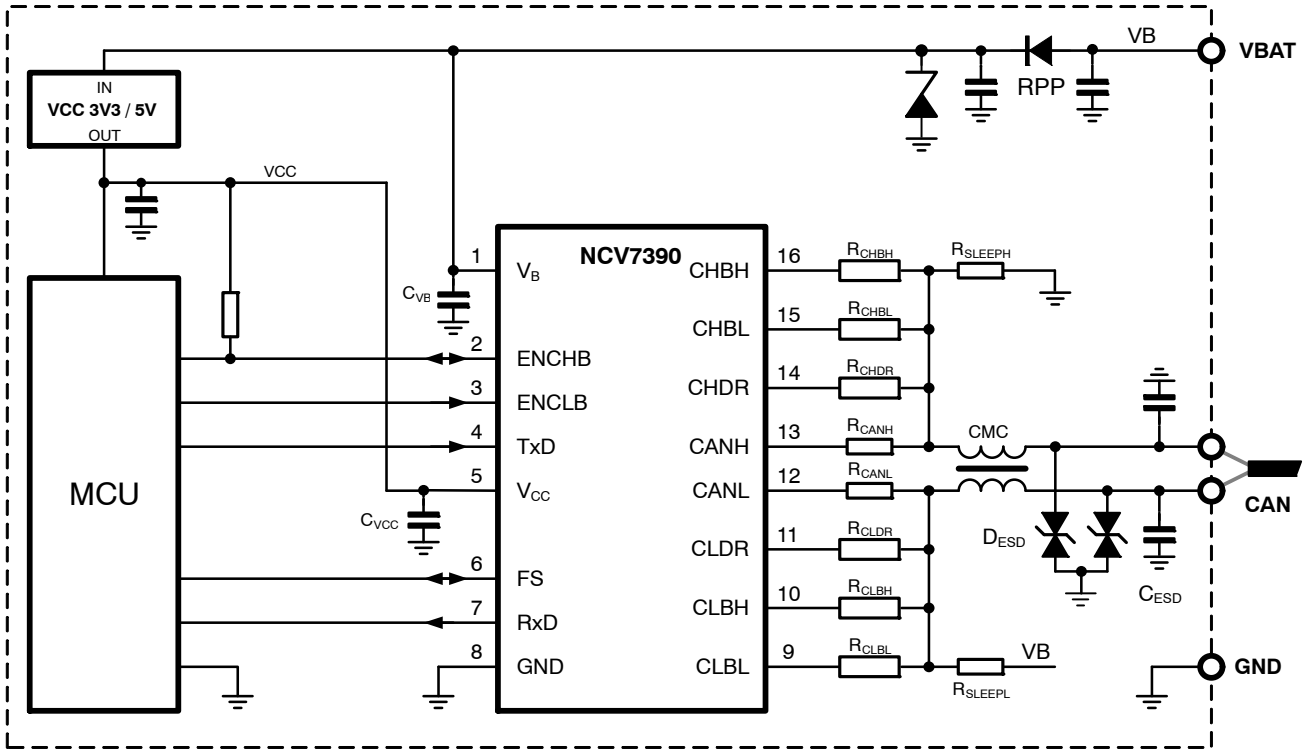 VB
VBAT
RPP
IN
VCC 3V3 / 5V
OUT
VCC
MCU
NCV7390
1
VB
CVB
2
ENCHB
3
ENCLB
4
TxD
5
VCC
CVCC
6
FS
7
RxD
8
GND
CHBH
16
RCHBH
RSLEEPH
CHBL
15
RCHBL
CHDR
14
RCHDR
CANH
13
RCANH
CMC
CANL
12
RCANL
CAN
CLDR
11
RCLDR
DESD
CLBH
10
RCLBH
CESD
CLBL
9
RCLBL
VB
RSLEEPL
GND